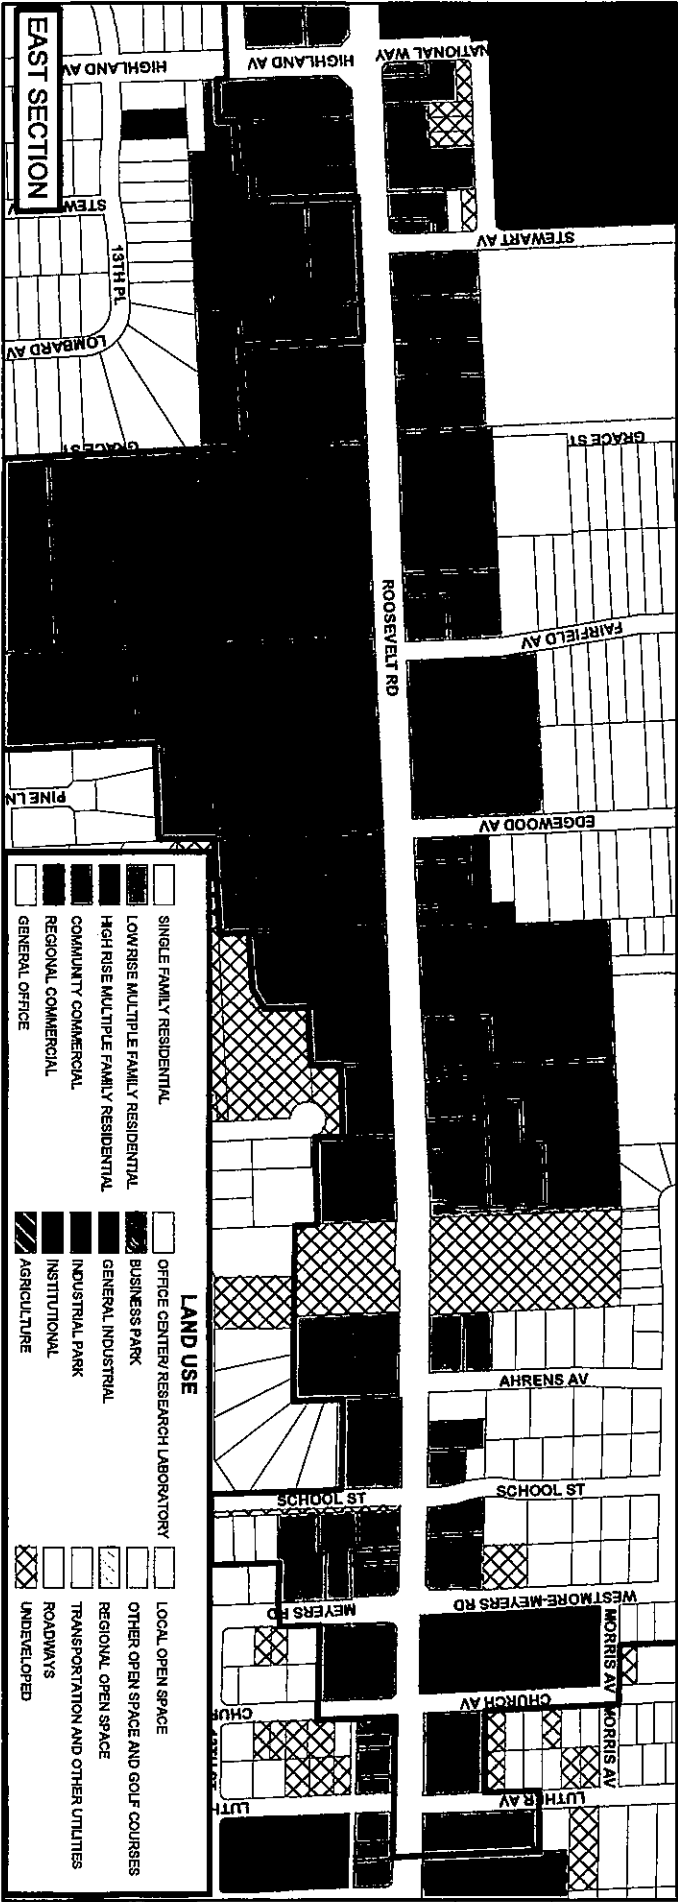 EAST SECTION
HIGHLAND AV
HIGHLAND AV
NATIONAL WAY
STEWART AV
13TH PL
LOMBARD AV
GRACE ST
GRACE ST
ROOSEVELT RD
FAIRFIELD AV
PINE LN
EDGEWOOD AV
AHRENS AV
SCHOOL ST
SCHOOL ST
MEYERS RD
WESTMORE-MEYERS RD
MORRIS AV
MORRIS AV
CHURCH AV
LUTHER AV
LAND USE
SINGLE FAMILY RESIDENTIAL
LOW RISE MULTIPLE FAMILY RESIDENTIAL
HIGH RISE MULTIPLE FAMILY RESIDENTIAL
COMMUNITY COMMERCIAL
REGIONAL COMMERCIAL
GENERAL OFFICE
OFFICE CENTER/ RESEARCH LABORATORY
BUSINESS PARK
GENERAL INDUSTRIAL
INDUSTRIAL PARK
INSTITUTIONAL
AGRICULTURE
LOCAL OPEN SPACE
OTHER OPEN SPACE AND GOLF COURSES
REGIONAL OPEN SPACE
TRANSPORTATION AND OTHER UTILITIES
ROADWAYS
UNDEVELOPED